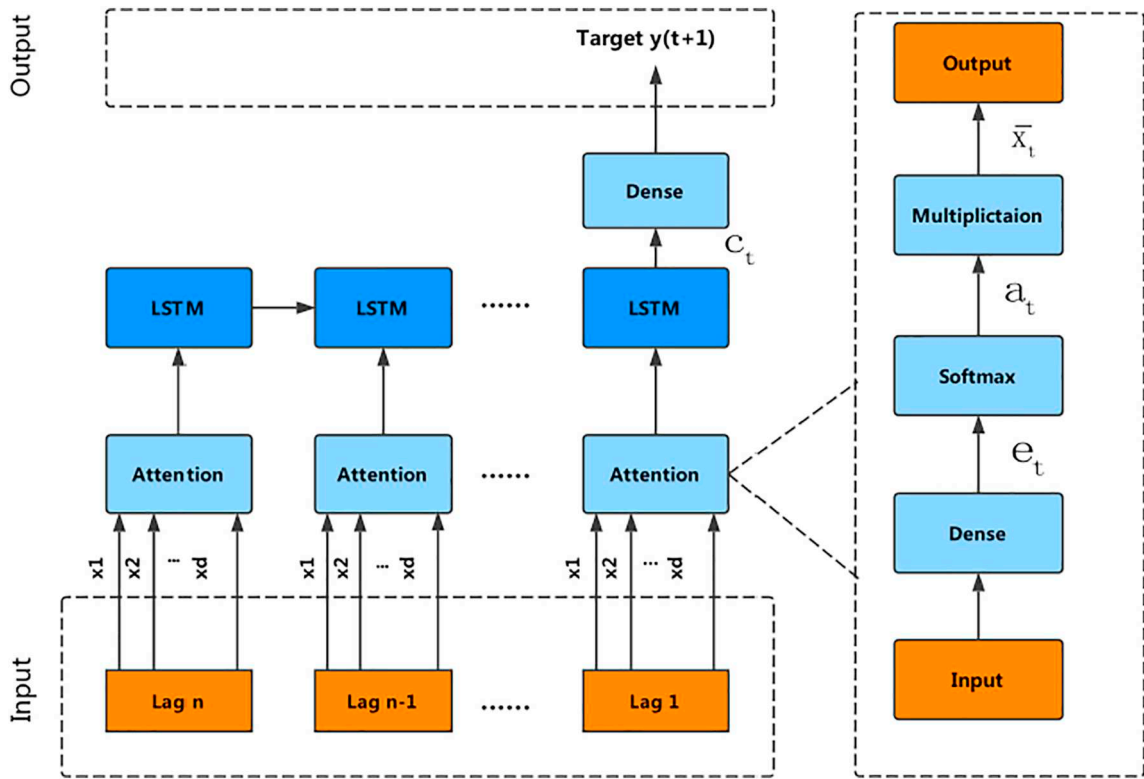 Output
Target y(t+1)
Dense
c_t
LSTM
LSTM
......
LSTM
Attention
Attention
......
Attention
x1
x2
...
xd
x1
x2
...
xd
x1
x2
...
xd
Input
Lag n
Lag n-1
......
Lag 1
Output
x̅_t
Multiplictaion
a_t
Softmax
e_t
Dense
Input